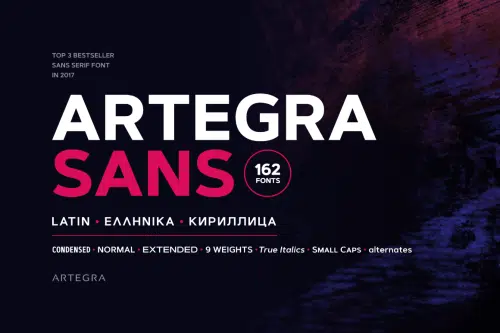 TOP 3 BESTSELLER
SANS SERIF FONT
IN 2017
ARTEGRA
SANS
162
FONTS
LATIN • ΕΛΛΗΝΙΚΑ • КИРИЛЛИЦА
CONDENSED • NORMAL • EXTENDED • 9 WEIGHTS • True Italics • SMALL CAPS • alternates
ARTEGRA